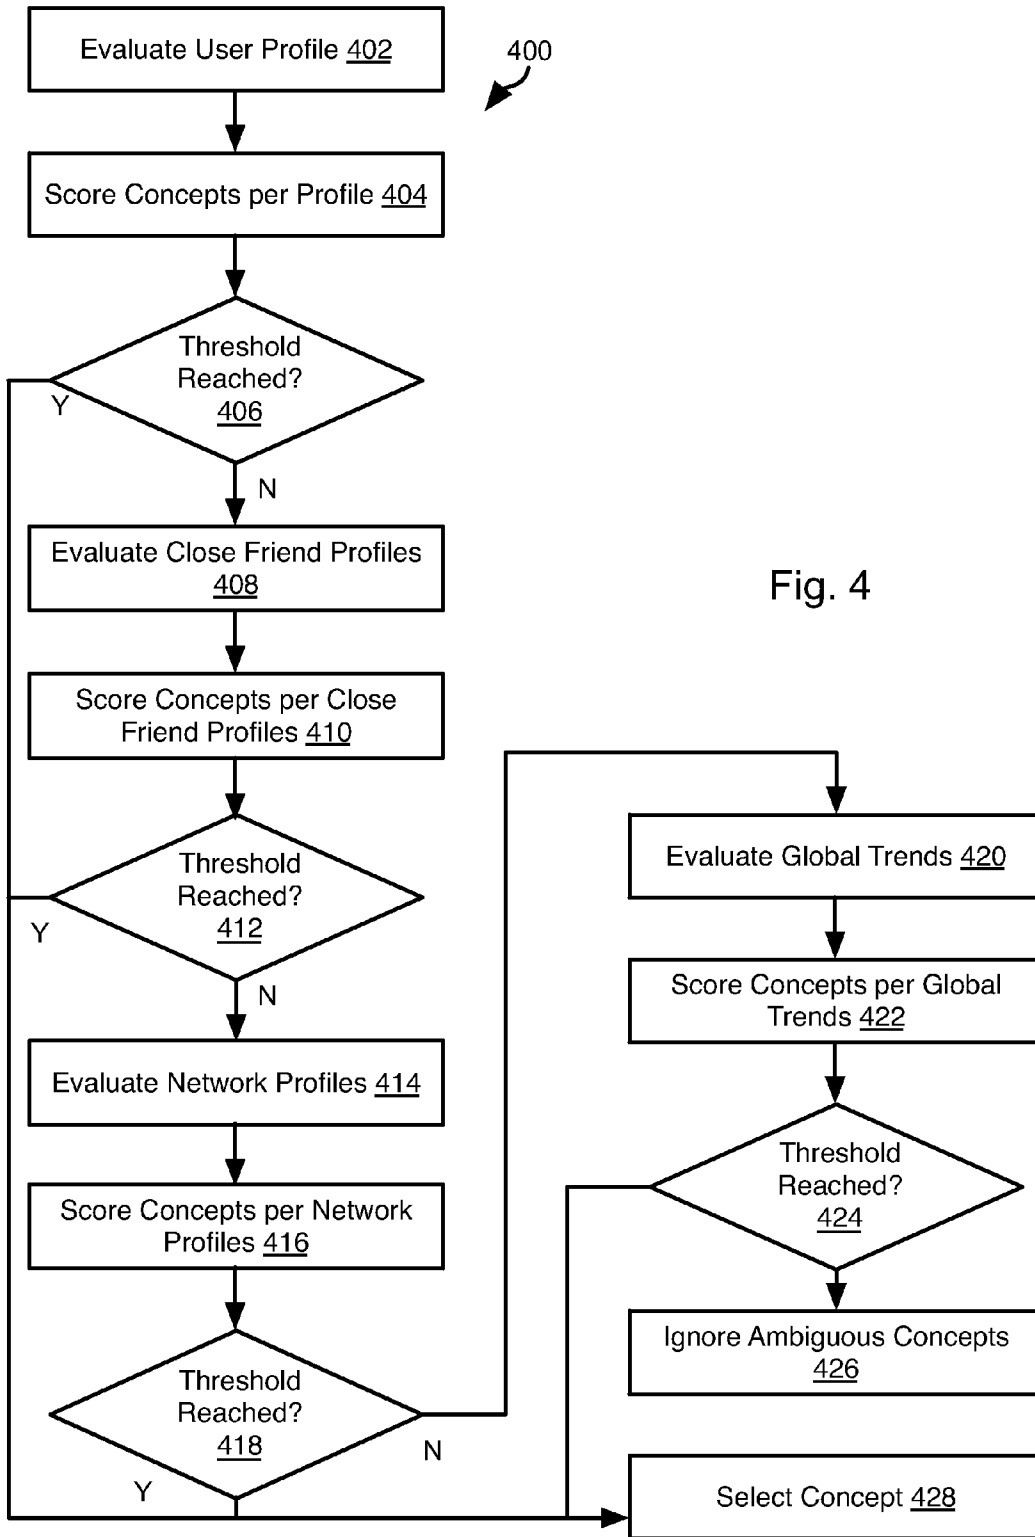 Evaluate User Profile 402
400
Score Concepts per Profile 404
Threshold
Reached?
406
Y
N
Evaluate Close Friend Profiles
408
Fig. 4
Score Concepts per Close
Friend Profiles 410
Threshold
Reached?
412
Y
N
Evaluate Network Profiles 414
Score Concepts per Network
Profiles 416
Threshold
Reached?
418
Y
N
Evaluate Global Trends 420
Score Concepts per Global
Trends 422
Threshold
Reached?
424
Ignore Ambiguous Concepts
426
Select Concept 428